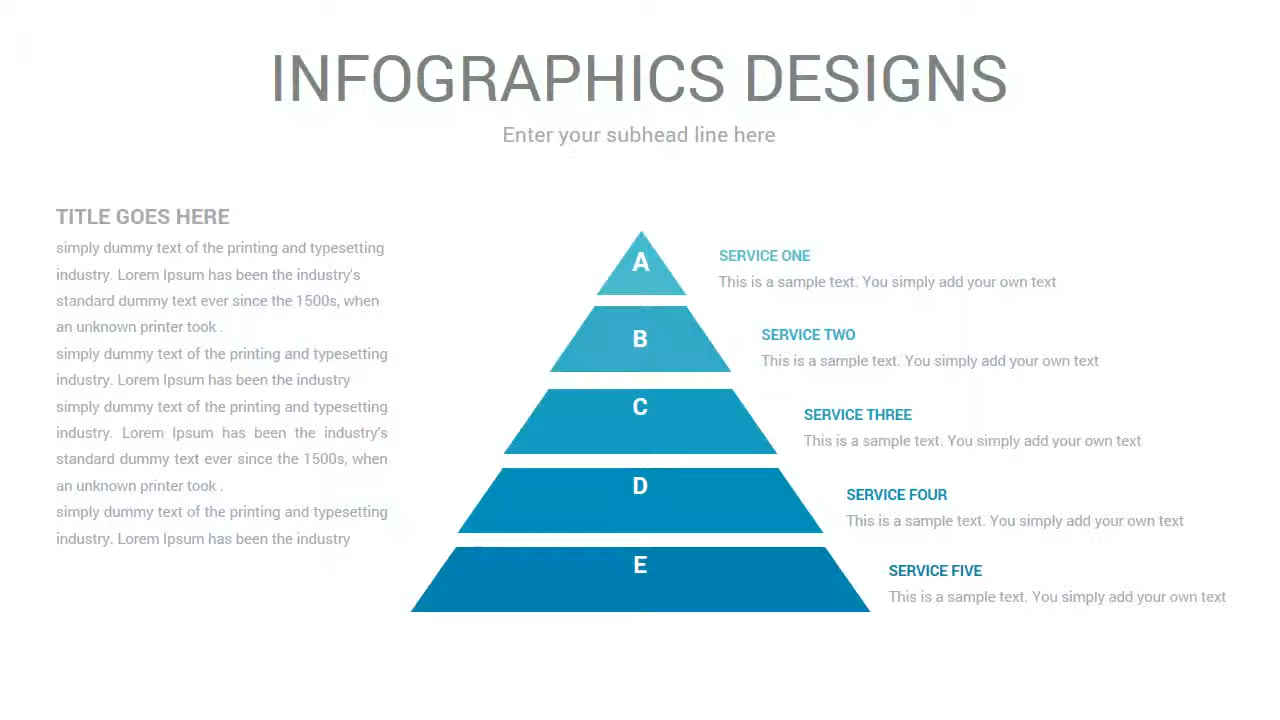 INFOGRAPHICS DESIGNS
Enter your subhead line here
TITLE GOES HERE
simply dummy text of the printing and typesetting
industry. Lorem Ipsum has been the industry's
standard dummy text ever since the 1500s, when
an unknown printer took .
simply dummy text of the printing and typesetting
industry. Lorem Ipsum has been the industry
simply dummy text of the printing and typesetting
industry. Lorem Ipsum has been the industry's
standard dummy text ever since the 1500s, when
an unknown printer took .
simply dummy text of the printing and typesetting
industry. Lorem Ipsum has been the industry
A
SERVICE ONE
This is a sample text. You simply add your own text
B
SERVICE TWO
This is a sample text. You simply add your own text
C
SERVICE THREE
This is a sample text. You simply add your own text
D
SERVICE FOUR
This is a sample text. You simply add your own text
E
SERVICE FIVE
This is a sample text. You simply add your own text